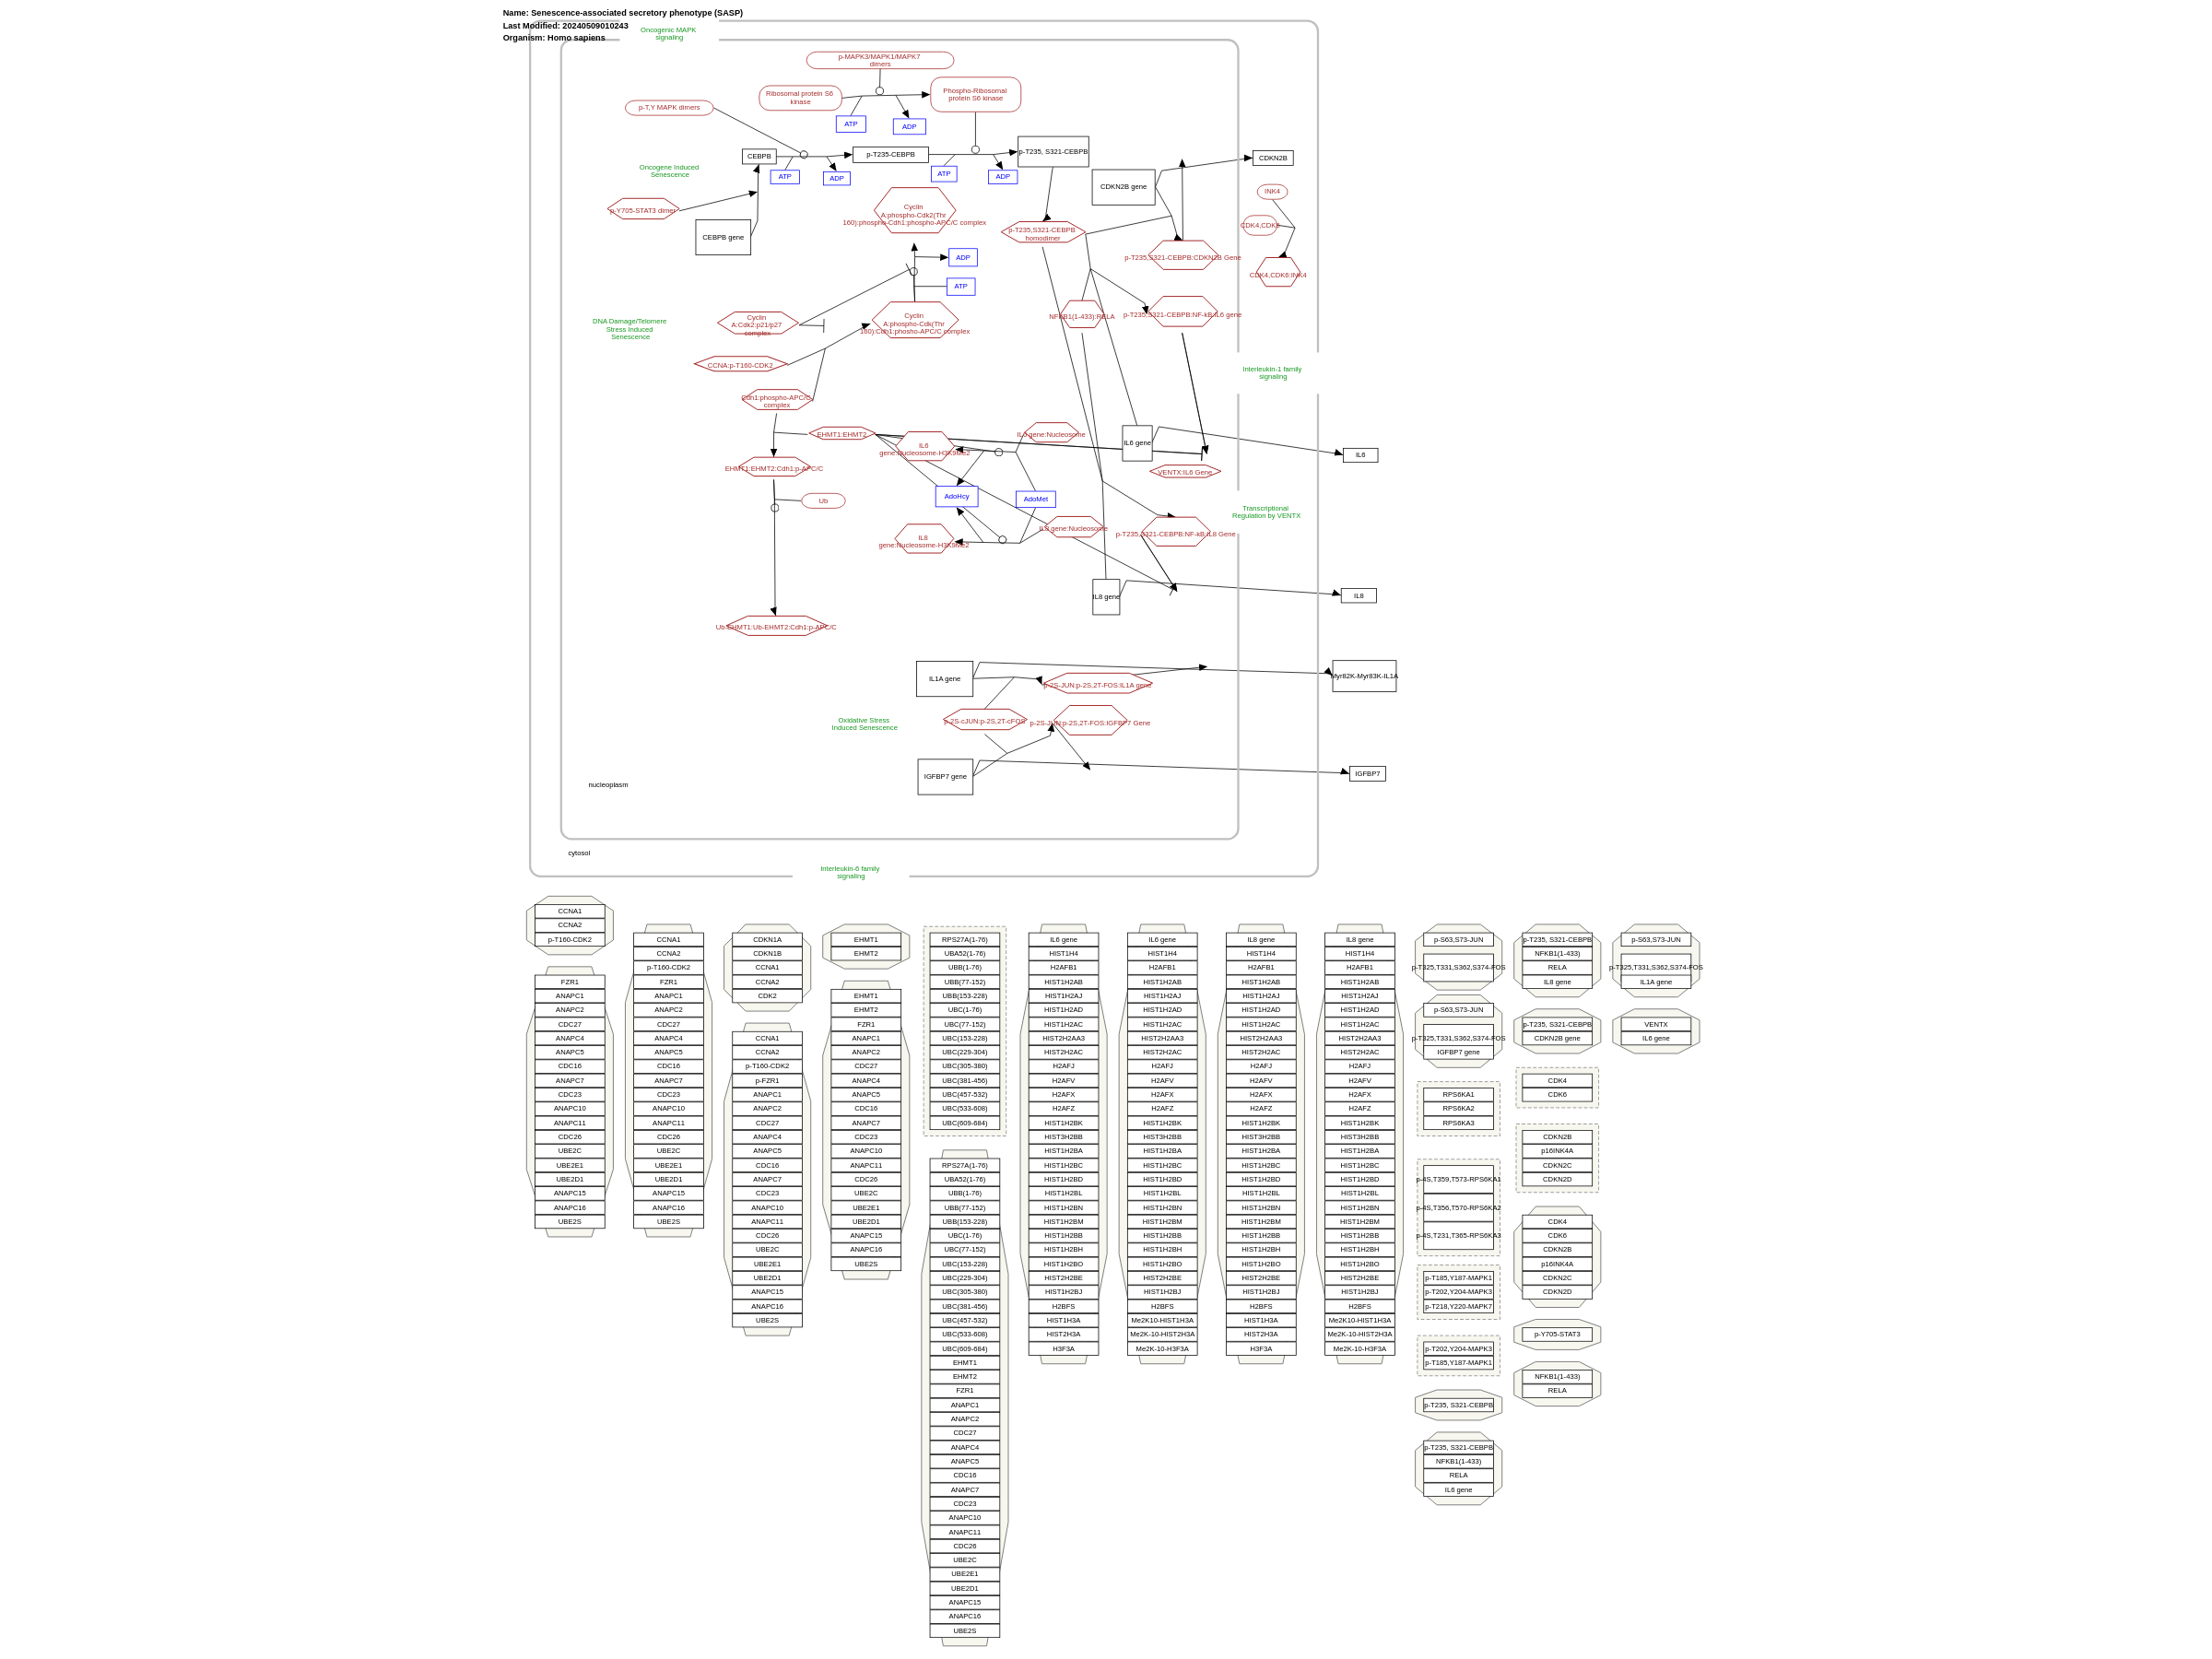 Name: Senescence-associated secretory phenotype (SASP)
Last Modified: 20240509010243
Organism: Homo sapiens
Oncogenic MAPK
signaling
p-MAPK3/MAPK1/MAPK7
dimers
Ribosomal protein S6
kinase
Phospho-Ribosomal
protein S6 kinase
p-T,Y MAPK dimers
ATP
ADP
CEBPB
p-T235-CEBPB
p-T235, S321-CEBPB
CDKN2B
Oncogene Induced
Senescence
ATP
ADP
ATP
ADP
CDKN2B gene
INK4
p-Y705-STAT3 dimer
CEBPB gene
Cyclin
A:phospho-Cdk2(Thr
160):phospho-Cdh1:phospho-APC/C complex
p-T235,S321-CEBPB
homodimer
CDK4,CDK6
p-T235,S321-CEBPB:CDKN2B Gene
CDK4,CDK6:INK4
ADP
ATP
DNA Damage/Telomere
Stress Induced
Senescence
Cyclin
A:Cdk2:p21/p27
complex
Cyclin
A:phospho-Cdk(Thr
160):Cdh1:phosho-APC/C complex
NFKB1(1-433):RELA
p-T235,S321-CEBPB:NF-kB:IL6 gene
CCNA:p-T160-CDK2
Interleukin-1 family
signaling
Cdh1:phospho-APC/C
complex
EHMT1:EHMT2
IL6
gene:Nucleosome-H3K9Me2
IL6 gene:Nucleosome
IL6 gene
IL6
EHMT1:EHMT2:Cdh1:p-APC/C
VENTX:IL6 Gene
Ub
AdoHcy
AdoMet
Transcriptional
Regulation by VENTX
IL8
gene:Nucleosome-H3K9Me2
IL8 gene:Nucleosome
p-T235,S321-CEBPB:NF-kB:IL8 Gene
IL8 gene
IL8
Ub-EHMT1:Ub-EHMT2:Cdh1:p-APC/C
IL1A gene
p-2S-JUN:p-2S,2T-FOS:IL1A gene
Myr82K-Myr83K-IL1A
Oxidative Stress
Induced Senescence
p-2S-cJUN:p-2S,2T-cFOS
p-2S-JUN:p-2S,2T-FOS:IGFBP7 Gene
IGFBP7 gene
IGFBP7
nucleoplasm
cytosol
Interleukin-6 family
signaling
CCNA1
CCNA2
p-T160-CDK2
FZR1
ANAPC1
ANAPC2
CDC27
ANAPC4
ANAPC5
CDC16
ANAPC7
CDC23
ANAPC10
ANAPC11
CDC26
UBE2C
UBE2E1
UBE2D1
ANAPC15
ANAPC16
UBE2S
CCNA1
CCNA2
p-T160-CDK2
FZR1
ANAPC1
ANAPC2
CDC27
ANAPC4
ANAPC5
CDC16
ANAPC7
CDC23
ANAPC10
ANAPC11
CDC26
UBE2C
UBE2E1
UBE2D1
ANAPC15
ANAPC16
UBE2S
CDKN1A
CDKN1B
CCNA1
CCNA2
CDK2
CCNA1
CCNA2
p-T160-CDK2
p-FZR1
ANAPC1
ANAPC2
CDC27
ANAPC4
ANAPC5
CDC16
ANAPC7
CDC23
ANAPC10
ANAPC11
CDC26
UBE2C
UBE2E1
UBE2D1
ANAPC15
ANAPC16
UBE2S
EHMT1
EHMT2
EHMT1
EHMT2
FZR1
ANAPC1
ANAPC2
CDC27
ANAPC4
ANAPC5
CDC16
ANAPC7
CDC23
ANAPC10
ANAPC11
CDC26
UBE2C
UBE2E1
UBE2D1
ANAPC15
ANAPC16
UBE2S
RPS27A(1-76)
UBA52(1-76)
UBB(1-76)
UBB(77-152)
UBB(153-228)
UBC(1-76)
UBC(77-152)
UBC(153-228)
UBC(229-304)
UBC(305-380)
UBC(381-456)
UBC(457-532)
UBC(533-608)
UBC(609-684)
RPS27A(1-76)
UBA52(1-76)
UBB(1-76)
UBB(77-152)
UBB(153-228)
UBC(1-76)
UBC(77-152)
UBC(153-228)
UBC(229-304)
UBC(305-380)
UBC(381-456)
UBC(457-532)
UBC(533-608)
UBC(609-684)
EHMT1
EHMT2
FZR1
ANAPC1
ANAPC2
CDC27
ANAPC4
ANAPC5
CDC16
ANAPC7
CDC23
ANAPC10
ANAPC11
CDC26
UBE2C
UBE2E1
UBE2D1
ANAPC15
ANAPC16
UBE2S
IL6 gene
HIST1H4
H2AFB1
HIST1H2AB
HIST1H2AJ
HIST1H2AD
HIST1H2AC
HIST2H2AA3
HIST2H2AC
H2AFJ
H2AFV
H2AFX
H2AFZ
HIST1H2BK
HIST3H2BB
HIST1H2BA
HIST1H2BC
HIST1H2BD
HIST1H2BL
HIST1H2BN
HIST1H2BM
HIST1H2BB
HIST1H2BH
HIST1H2BO
HIST2H2BE
HIST1H2BJ
H2BFS
HIST1H3A
HIST2H3A
H3F3A
IL6 gene
HIST1H4
H2AFB1
HIST1H2AB
HIST1H2AJ
HIST1H2AD
HIST1H2AC
HIST2H2AA3
HIST2H2AC
H2AFJ
H2AFV
H2AFX
H2AFZ
HIST1H2BK
HIST3H2BB
HIST1H2BA
HIST1H2BC
HIST1H2BD
HIST1H2BL
HIST1H2BN
HIST1H2BM
HIST1H2BB
HIST1H2BH
HIST1H2BO
HIST2H2BE
HIST1H2BJ
H2BFS
Me2K10-HIST1H3A
Me2K-10-HIST2H3A
Me2K-10-H3F3A
IL8 gene
HIST1H4
H2AFB1
HIST1H2AB
HIST1H2AJ
HIST1H2AD
HIST1H2AC
HIST2H2AA3
HIST2H2AC
H2AFJ
H2AFV
H2AFX
H2AFZ
HIST1H2BK
HIST3H2BB
HIST1H2BA
HIST1H2BC
HIST1H2BD
HIST1H2BL
HIST1H2BN
HIST1H2BM
HIST1H2BB
HIST1H2BH
HIST1H2BO
HIST2H2BE
HIST1H2BJ
H2BFS
HIST1H3A
HIST2H3A
H3F3A
IL8 gene
HIST1H4
H2AFB1
HIST1H2AB
HIST1H2AJ
HIST1H2AD
HIST1H2AC
HIST2H2AA3
HIST2H2AC
H2AFJ
H2AFV
H2AFX
H2AFZ
HIST1H2BK
HIST3H2BB
HIST1H2BA
HIST1H2BC
HIST1H2BD
HIST1H2BL
HIST1H2BN
HIST1H2BM
HIST1H2BB
HIST1H2BH
HIST1H2BO
HIST2H2BE
HIST1H2BJ
H2BFS
Me2K10-HIST1H3A
Me2K-10-HIST2H3A
Me2K-10-H3F3A
p-S63,S73-JUN
p-T325,T331,S362,S374-FOS
p-S63,S73-JUN
p-T325,T331,S362,S374-FOS
IGFBP7 gene
RPS6KA1
RPS6KA2
RPS6KA3
p-4S,T359,T573-RPS6KA1
p-4S,T356,T570-RPS6KA2
p-4S,T231,T365-RPS6KA3
p-T185,Y187-MAPK1
p-T202,Y204-MAPK3
p-T218,Y220-MAPK7
p-T202,Y204-MAPK3
p-T185,Y187-MAPK1
p-T235, S321-CEBPB
p-T235, S321-CEBPB
NFKB1(1-433)
RELA
IL6 gene
p-T235, S321-CEBPB
NFKB1(1-433)
RELA
IL8 gene
p-T235, S321-CEBPB
CDKN2B gene
CDK4
CDK6
CDKN2B
p16INK4A
CDKN2C
CDKN2D
CDK4
CDK6
CDKN2B
p16INK4A
CDKN2C
CDKN2D
p-Y705-STAT3
NFKB1(1-433)
RELA
p-S63,S73-JUN
p-T325,T331,S362,S374-FOS
IL1A gene
VENTX
IL6 gene